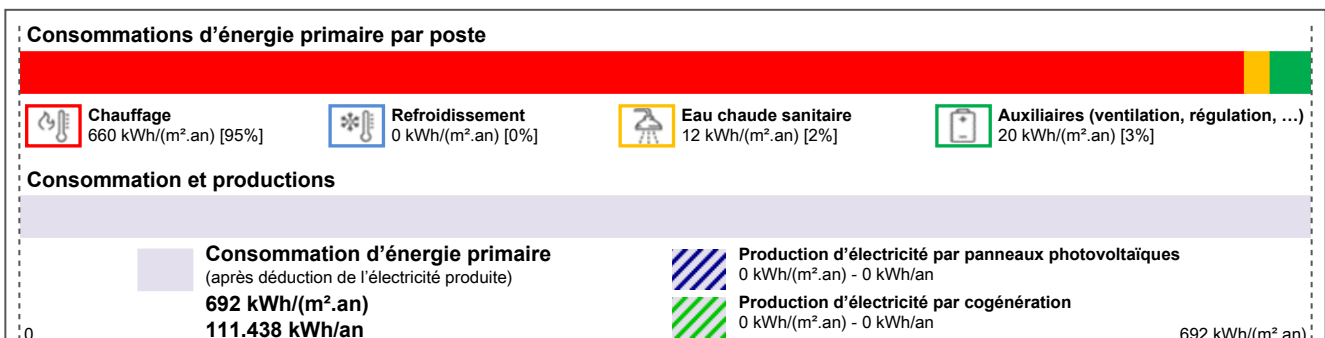 Consommations d'énergie primaire par poste
Chauffage
660 kWh/(m².an) [95%]
Refroidissement
0 kWh/(m².an) [0%]
Eau chaude sanitaire
12 kWh/(m².an) [2%]
Auxiliaires (ventilation, régulation, …)
20 kWh/(m².an) [3%]
Consommation et productions
Consommation d'énergie primaire
(après déduction de l'électricité produite)
692 kWh/(m².an)
111.438 kWh/an
Production d'électricité par panneaux photovoltaïques
0 kWh/(m².an) - 0 kWh/an
Production d'électricité par cogénération
0 kWh/(m².an) - 0 kWh/an
0
692 kWh/(m².an)